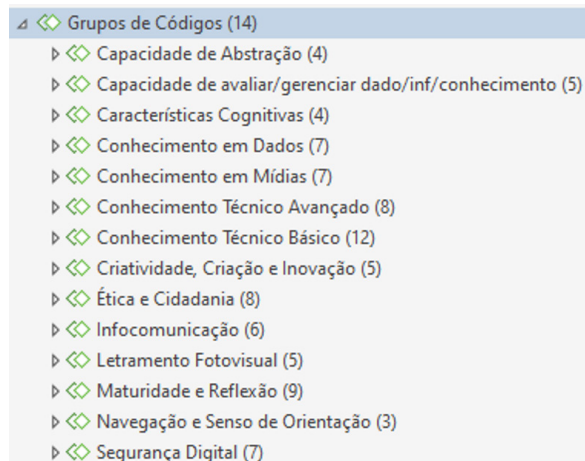 Grupos de Códigos (14)
Capacidade de Abstração (4)
Capacidade de avaliar/gerenciar dado/inf/conhecimento (5)
Características Cognitivas (4)
Conhecimento em Dados (7)
Conhecimento em Mídias (7)
Conhecimento Técnico Avançado (8)
Conhecimento Técnico Básico (12)
Criatividade, Criação e Inovação (5)
Ética e Cidadania (8)
Infocomunicação (6)
Letramento Fotovisual (5)
Maturidade e Reflexão (9)
Navegação e Senso de Orientação (3)
Segurança Digital (7)